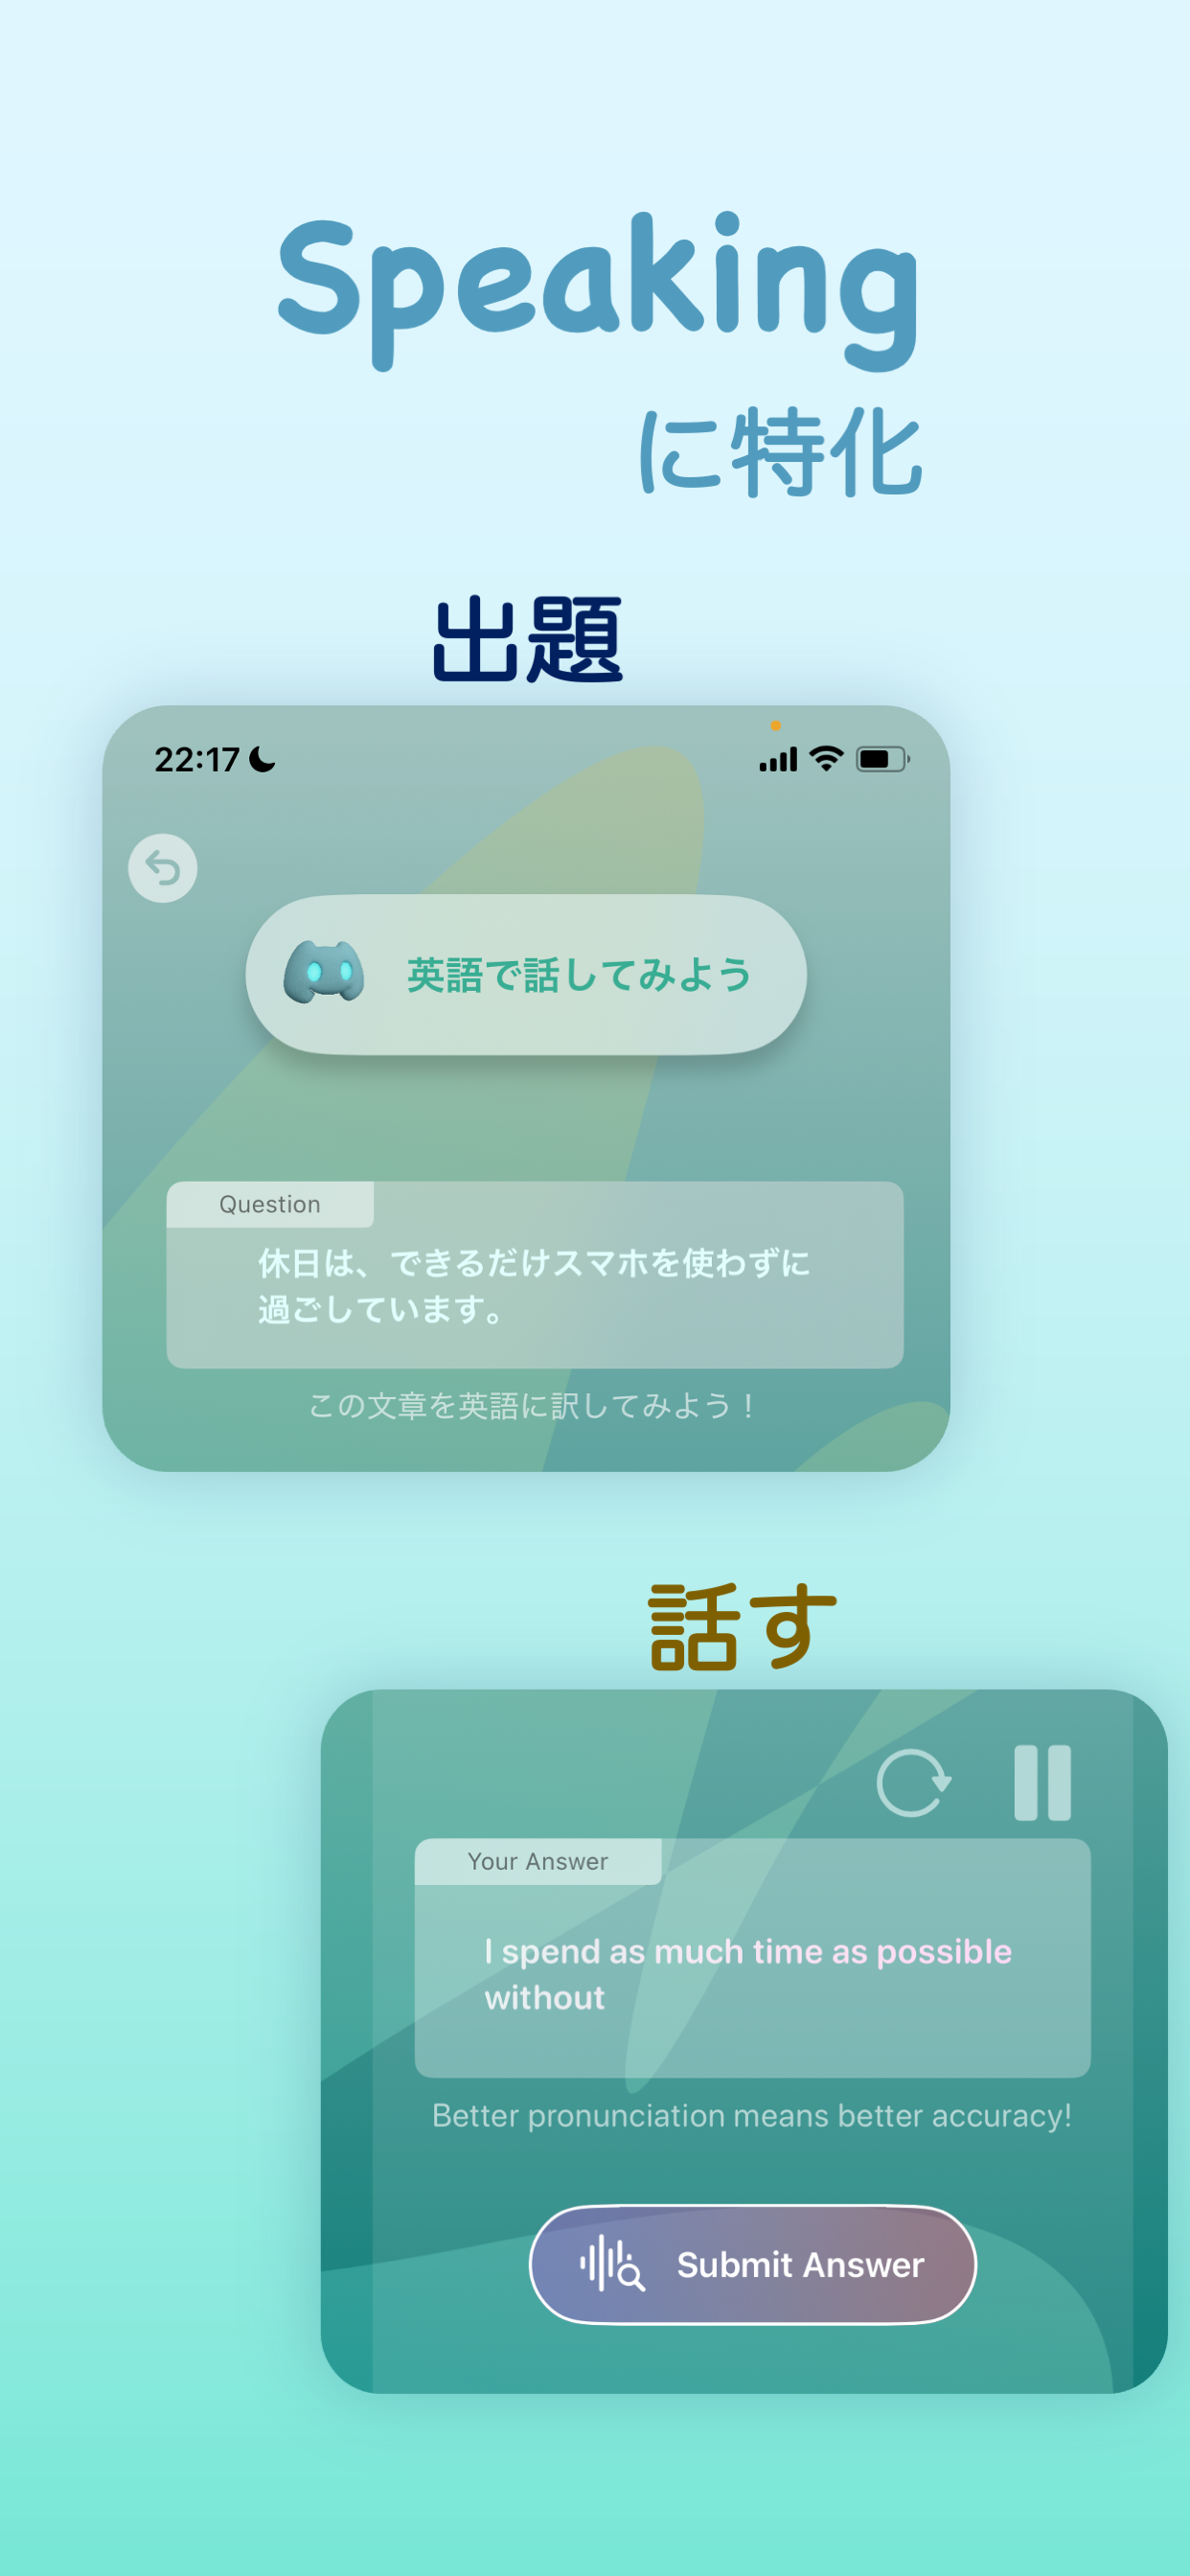 Speaking
に特化
出題
22:17
英語で話してみよう
Question
休日は、できるだけスマホを使わずに
過ごしています。
この文章を英語に訳してみよう！
話す
Your Answer
I spend as much time as possible
without
Better pronunciation means better accuracy!
Submit Answer